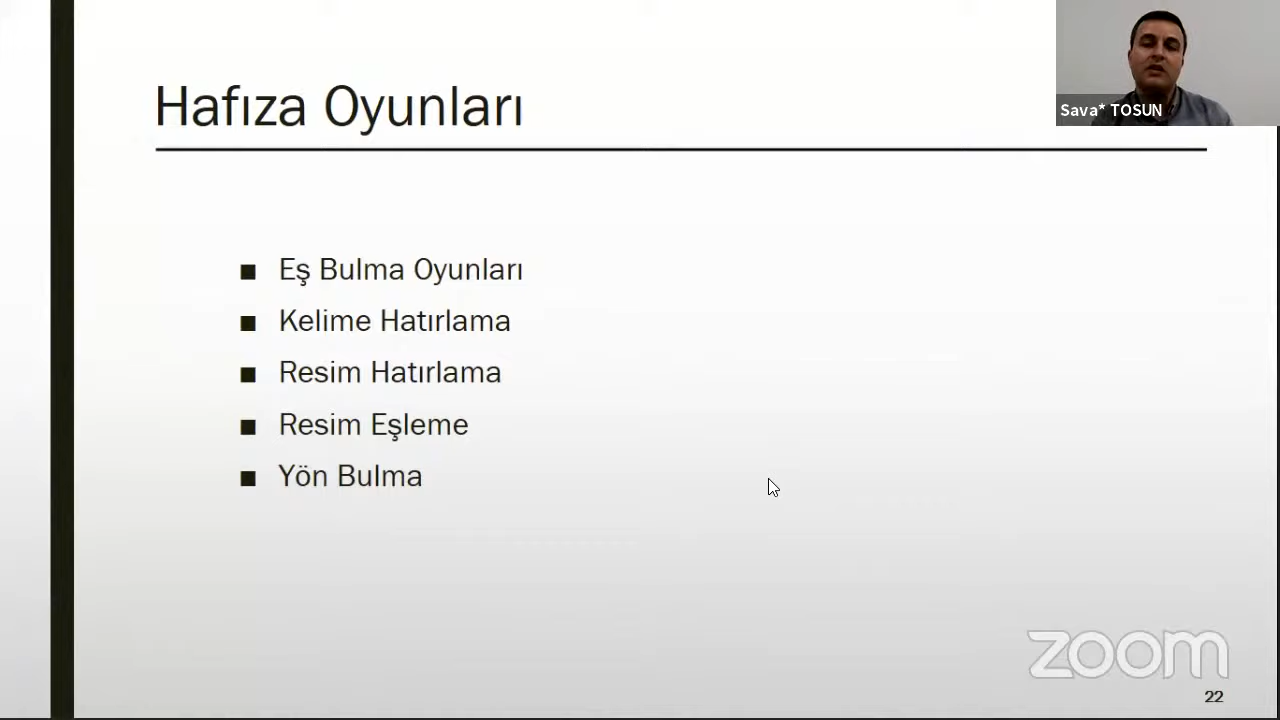 Hafıza Oyunları
Sava* TOSUN
■ Eş Bulma Oyunları
■ Kelime Hatırlama
■ Resim Hatırlama
■ Resim Eşleme
■ Yön Bulma
zoom
22